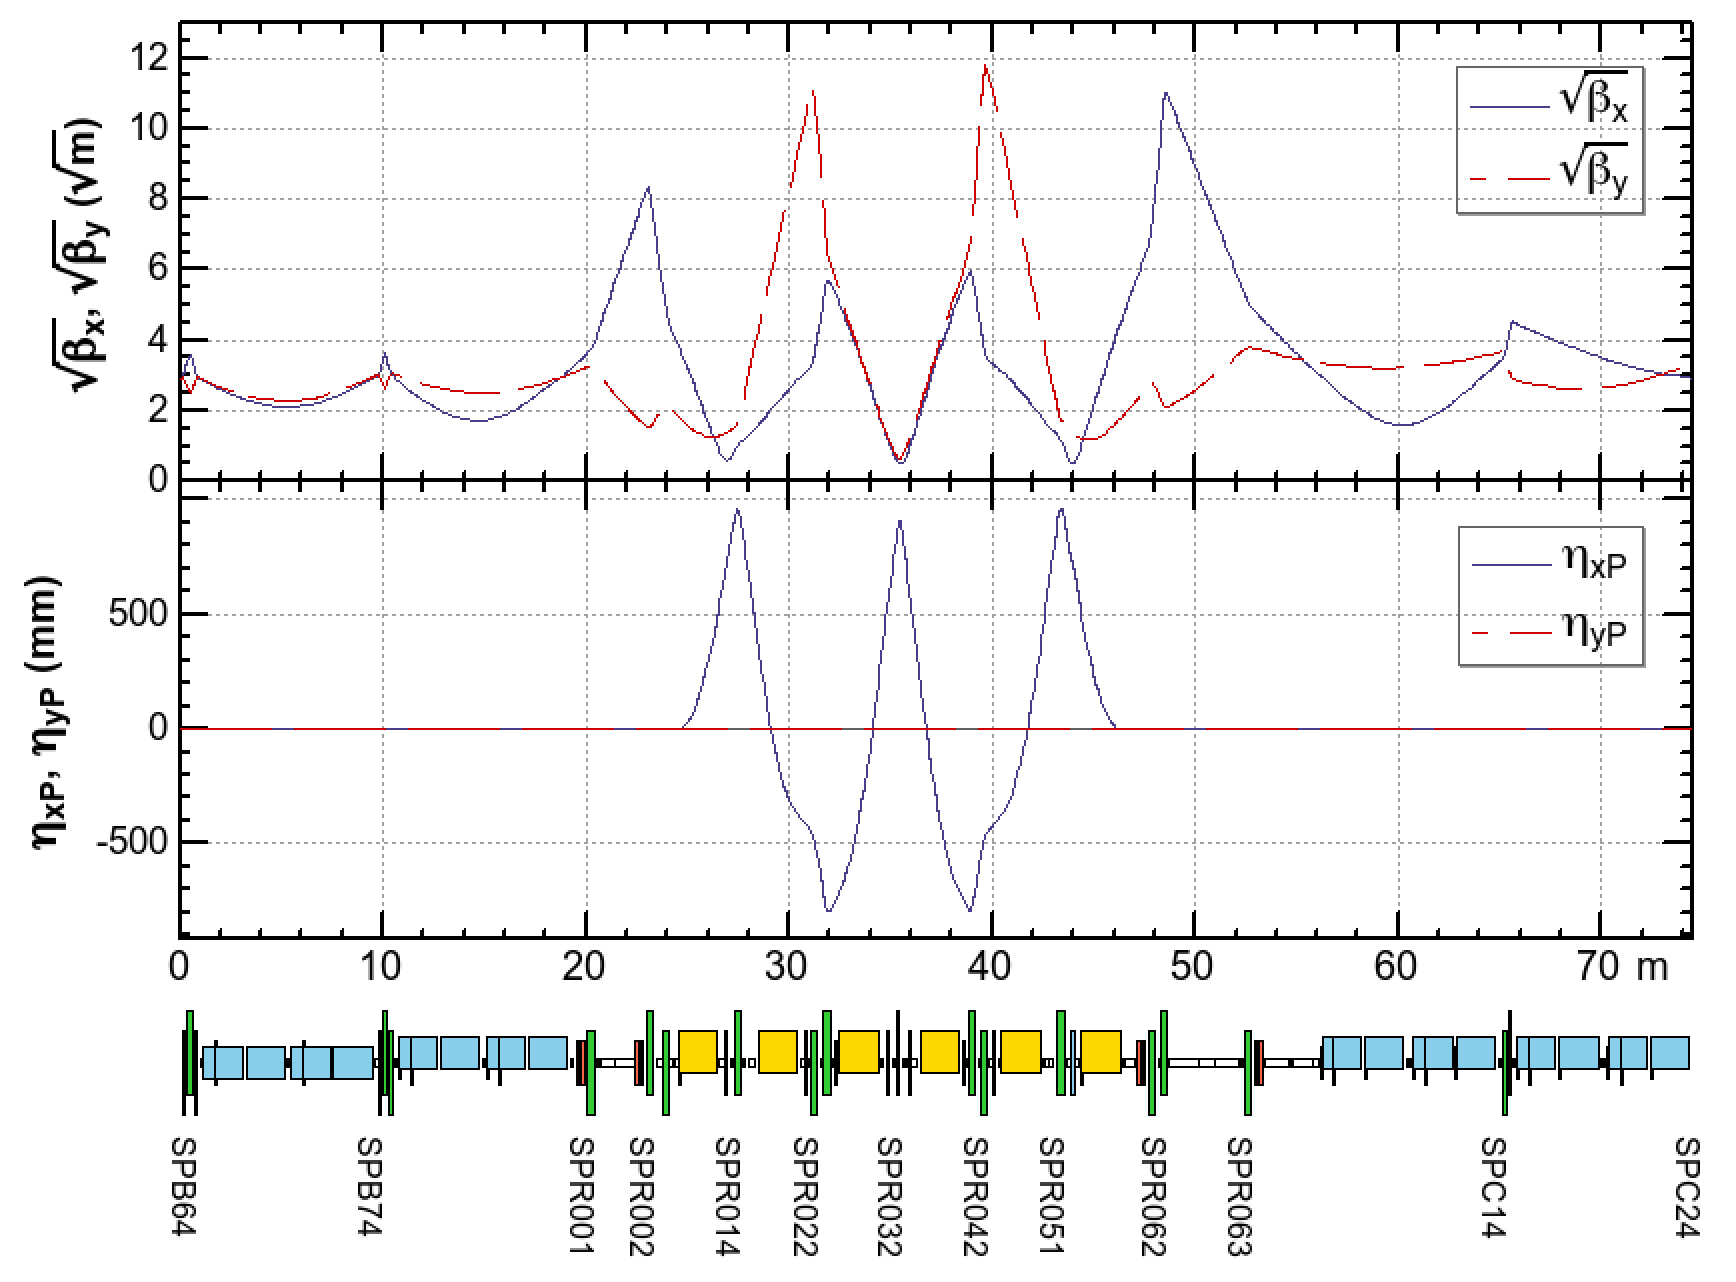 12
10
8
6
4
2
0
√βx, √βy (√m)
√βx
√βy
500
0
-500
ηxP, ηyP (mm)
ηxP
ηyP
0 10 20 30 40 50 60 70 m
SPB64
SPB74
SPR001
SPR002
SPR014
SPR022
SPR032
SPR042
SPR051
SPR062
SPR063
SPC14
SPC24